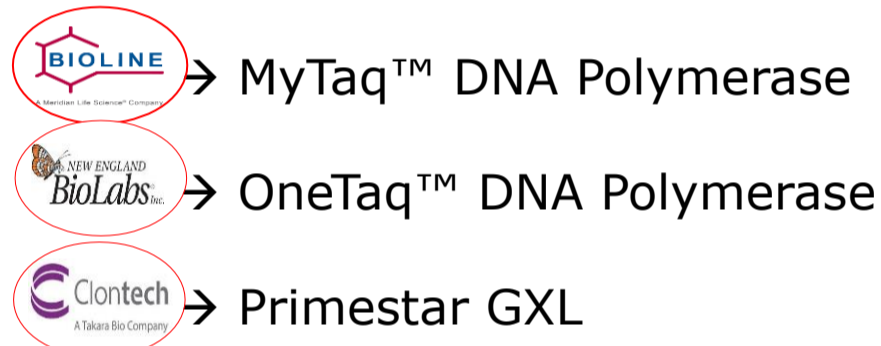 BIOLINE
A Meridian Life Science® Company
→ MyTaq™ DNA Polymerase
NEW ENGLAND
BioLabs Inc.
→ OneTaq™ DNA Polymerase
Clontech
A Takara Bio Company
→ Primestar GXL